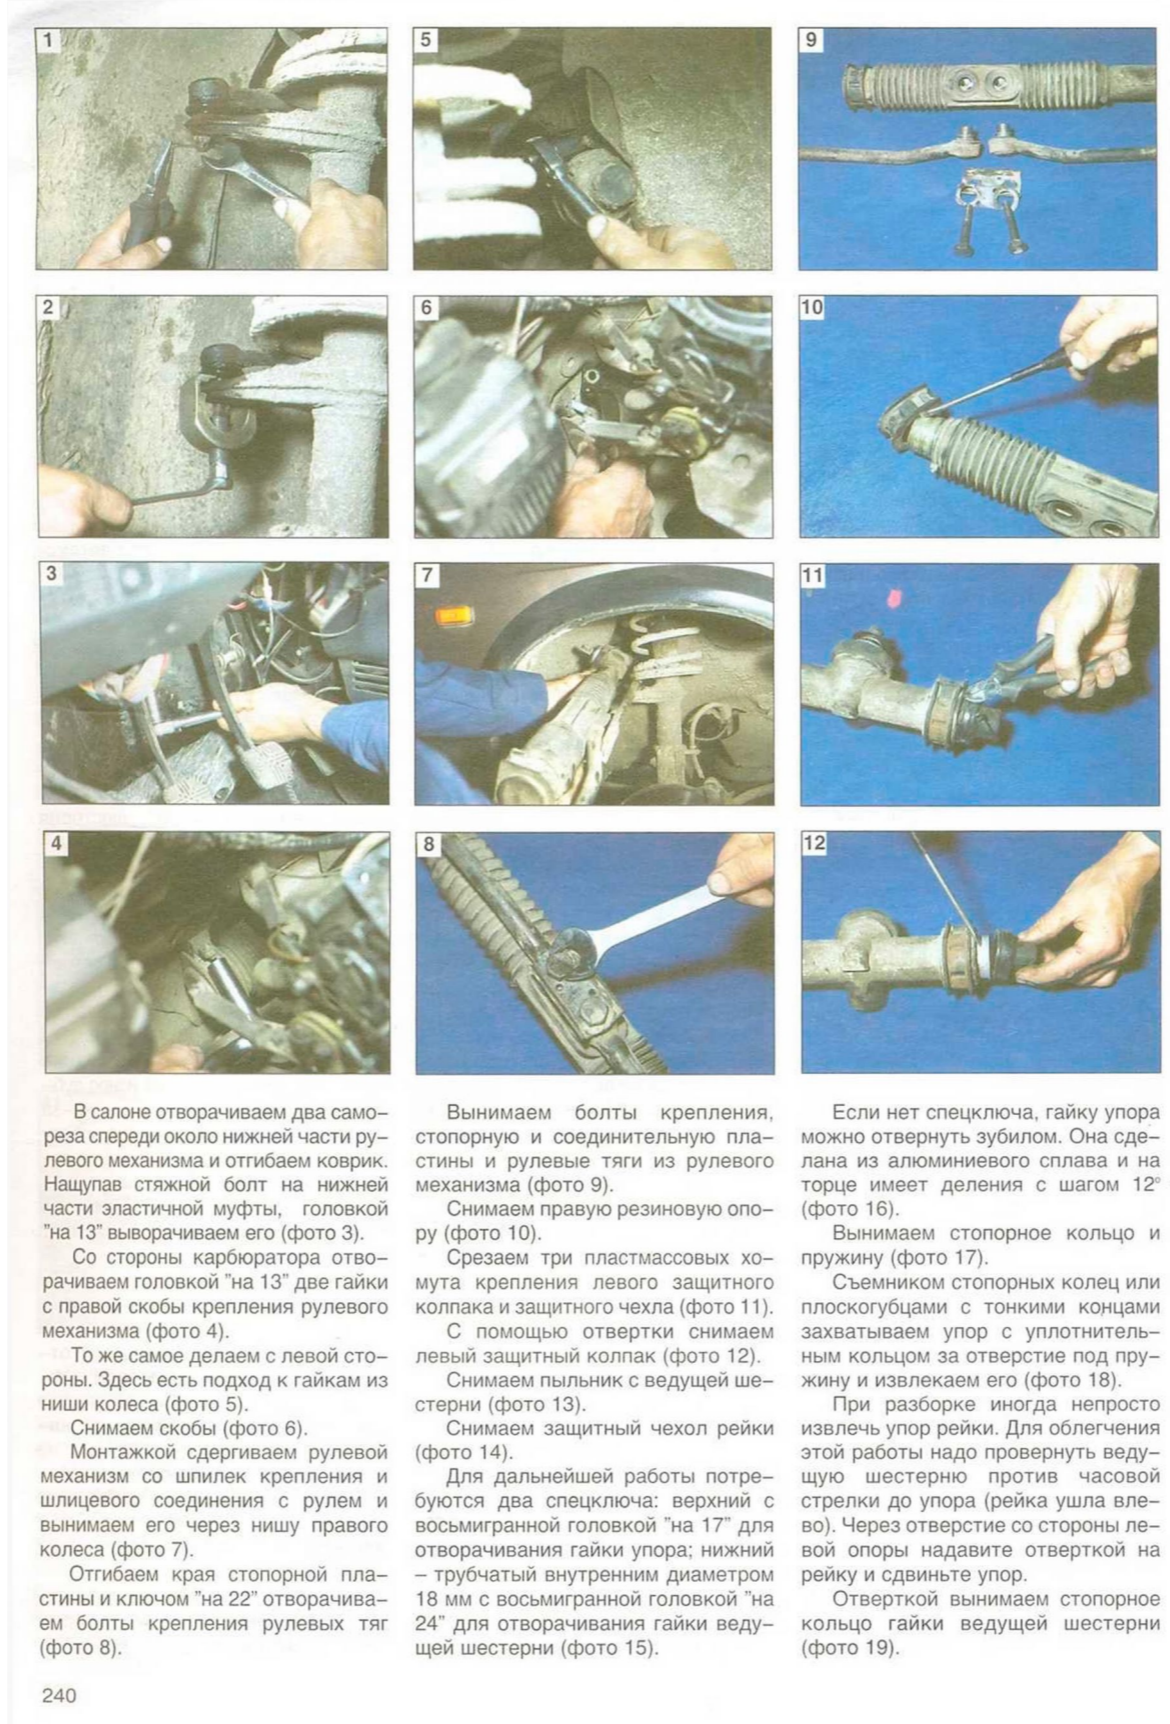 1
2
3
4
5
6
7
8
9
10
11
12
В салоне отворачиваем два само–
реза спереди около нижней части ру–
левого механизма и отгибаем коврик.
Нащупав стяжной болт на нижней
части эластичной муфты, головкой
"на 13" выворачиваем его (фото 3).
Со стороны карбюратора отво–
рачиваем головкой "на 13" две гайки
с правой скобы крепления рулевого
механизма (фото 4).
То же самое делаем с левой сто–
роны. Здесь есть подход к гайкам из
ниши колеса (фото 5).
Снимаем скобы (фото 6).
Монтажкой сдергиваем рулевой
механизм со шпилек крепления и
шлицевого соединения с рулем и
вынимаем его через нишу правого
колеса (фото 7).
Отгибаем края стопорной пла–
стины и ключом "на 22" отворачива–
ем болты крепления рулевых тяг
(фото 8).
Вынимаем болты крепления,
стопорную и соединительную пла–
стины и рулевые тяги из рулевого
механизма (фото 9).
Снимаем правую резиновую опо–
ру (фото 10).
Срезаем три пластмассовых хо–
мута крепления левого защитного
колпака и защитного чехла (фото 11).
С помощью отвертки снимаем
левый защитный колпак (фото 12).
Снимаем пыльник с ведущей ше–
стерни (фото 13).
Снимаем защитный чехол рейки
(фото 14).
Для дальнейшей работы потре–
буются два спецключа: верхний с
восьмигранной головкой "на 17" для
отворачивания гайки упора; нижний
– трубчатый внутренним диаметром
18 мм с восьмигранной головкой "на
24" для отворачивания гайки веду–
щей шестерни (фото 15).
Если нет спецключа, гайку упора
можно отвернуть зубилом. Она сде–
лана из алюминиевого сплава и на
торце имеет деления с шагом 12°
(фото 16).
Вынимаем стопорное кольцо и
пружину (фото 17).
Съемником стопорных колец или
плоскогубцами с тонкими концами
захватываем упор с уплотнитель–
ным кольцом за отверстие под пру–
жину и извлекаем его (фото 18).
При разборке иногда непросто
извлечь упор рейки. Для облегчения
этой работы надо провернуть веду–
щую шестерню против часовой
стрелки до упора (рейка ушла вле–
во). Через отверстие со стороны ле–
вой опоры надавите отверткой на
рейку и сдвиньте упор.
Отверткой вынимаем стопорное
кольцо гайки ведущей шестерни
(фото 19).
240